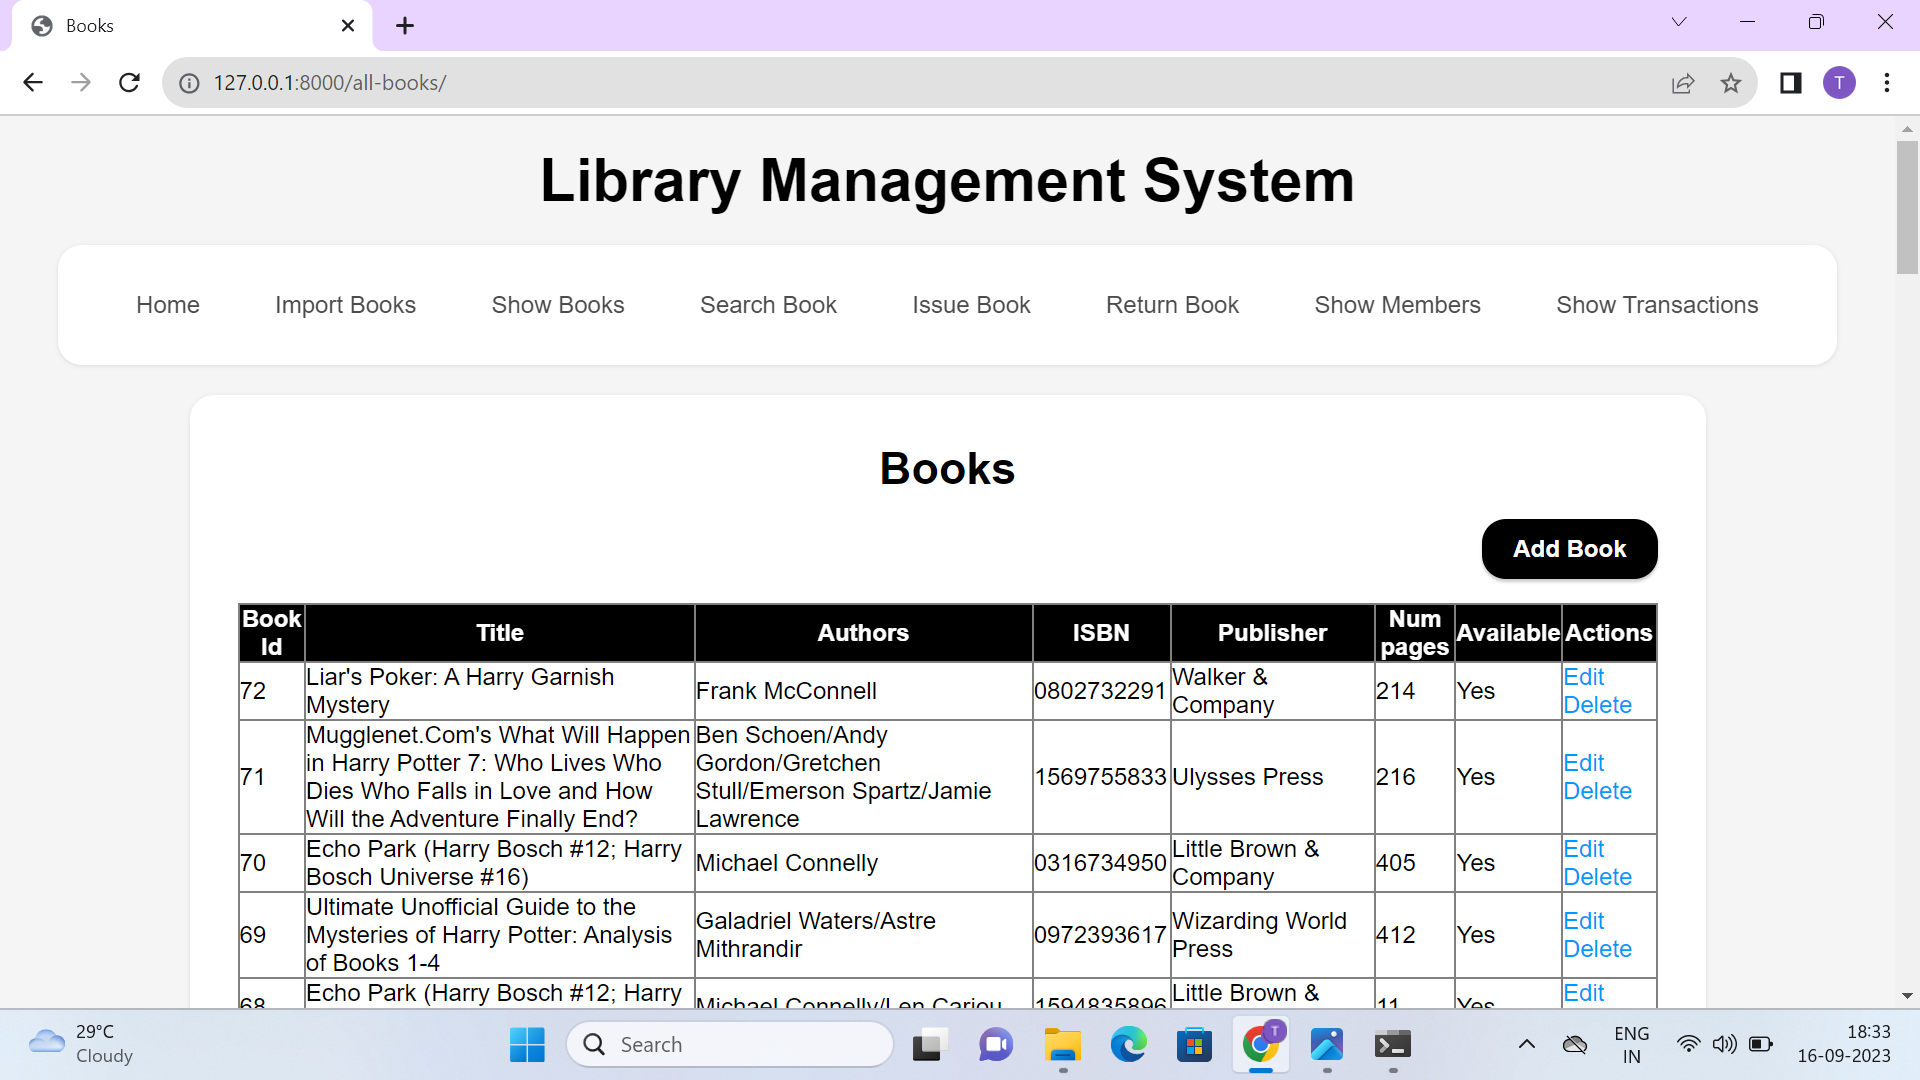 Books
127.0.0.1:8000/all-books/
T
Library Management System
Home Import Books Show Books Search Book Issue Book Return Book Show Members Show Transactions
Books
Add Book
Book Id Title Authors ISBN Publisher Num pages Available Actions
72 Liar's Poker: A Harry Garnish Mystery Frank McConnell 0802732291 Walker & Company 214 Yes Edit Delete
71 Mugglenet.Com's What Will Happen in Harry Potter 7: Who Lives Who Dies Who Falls in Love and How Will the Adventure Finally End? Ben Schoen/Andy Gordon/Gretchen Stull/Emerson Spartz/Jamie Lawrence 1569755833 Ulysses Press 216 Yes Edit Delete
70 Echo Park (Harry Bosch #12; Harry Bosch Universe #16) Michael Connelly 0316734950 Little Brown & Company 405 Yes Edit Delete
69 Ultimate Unofficial Guide to the Mysteries of Harry Potter: Analysis of Books 1-4 Galadriel Waters/Astre Mithrandir 0972393617 Wizarding World Press 412 Yes Edit Delete
68 Echo Park (Harry Bosch #12; Harry Michael Connelly/Len Cariou 1594835896 Little Brown & 11 Yes Edit
29°C
Cloudy
Search
T
ENG
IN
18:33
16-09-2023